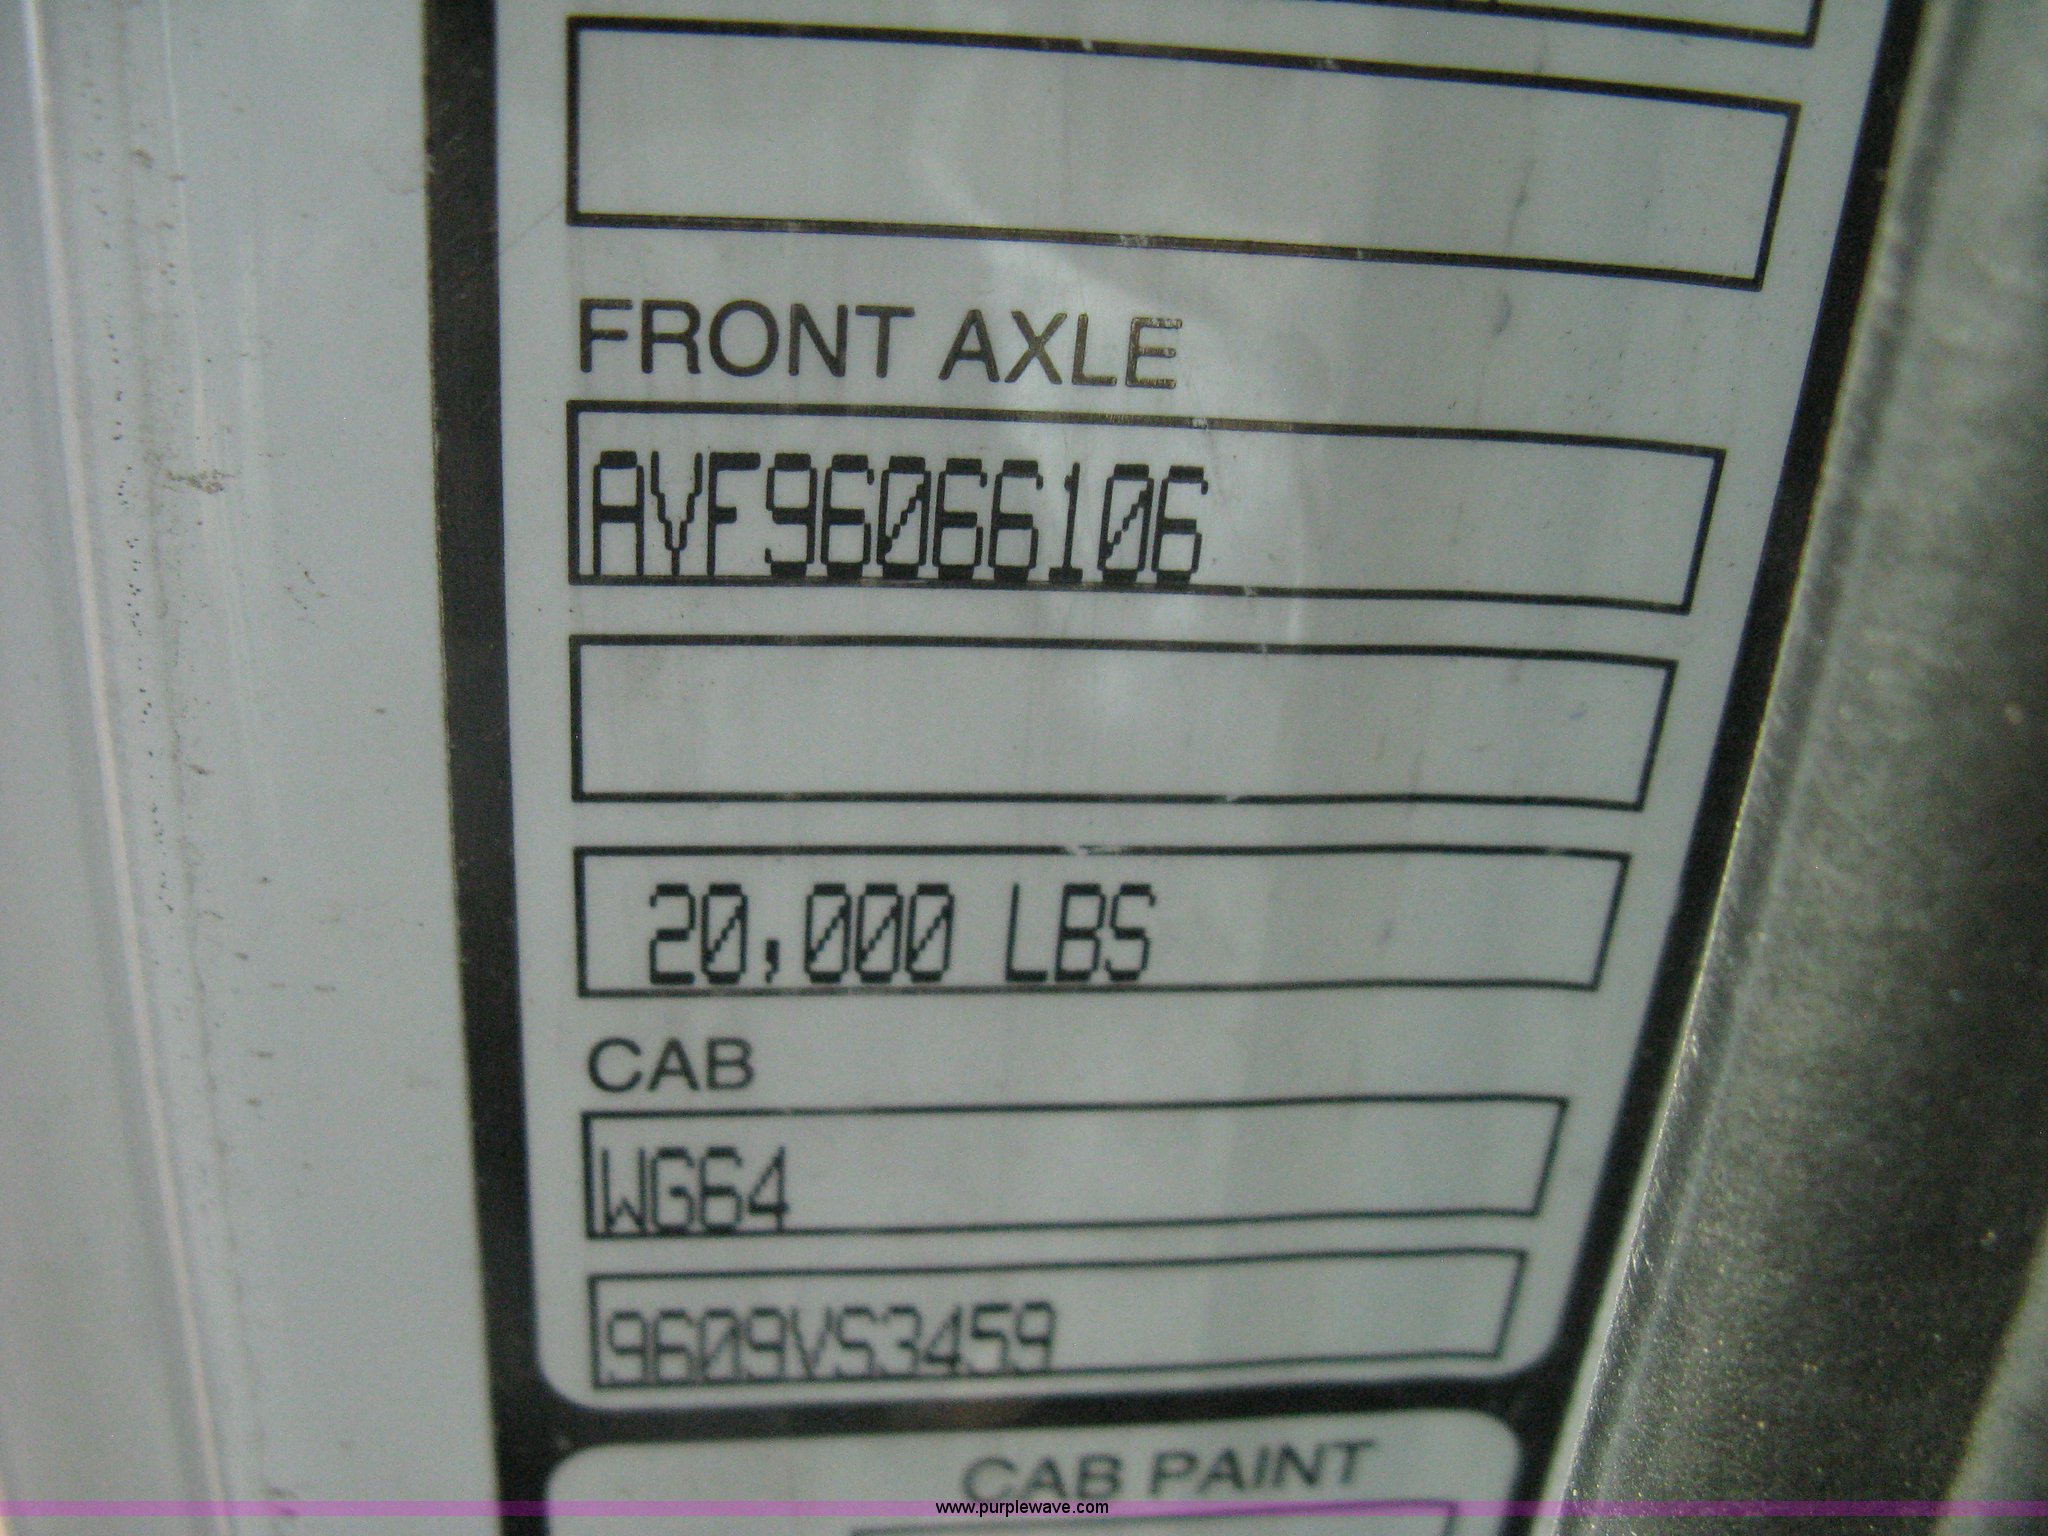 FRONT AXLE
AVF96066106
20,000 LBS
CAB
WG64
9609VS3459
CAB PAINT
www.purplewave.com